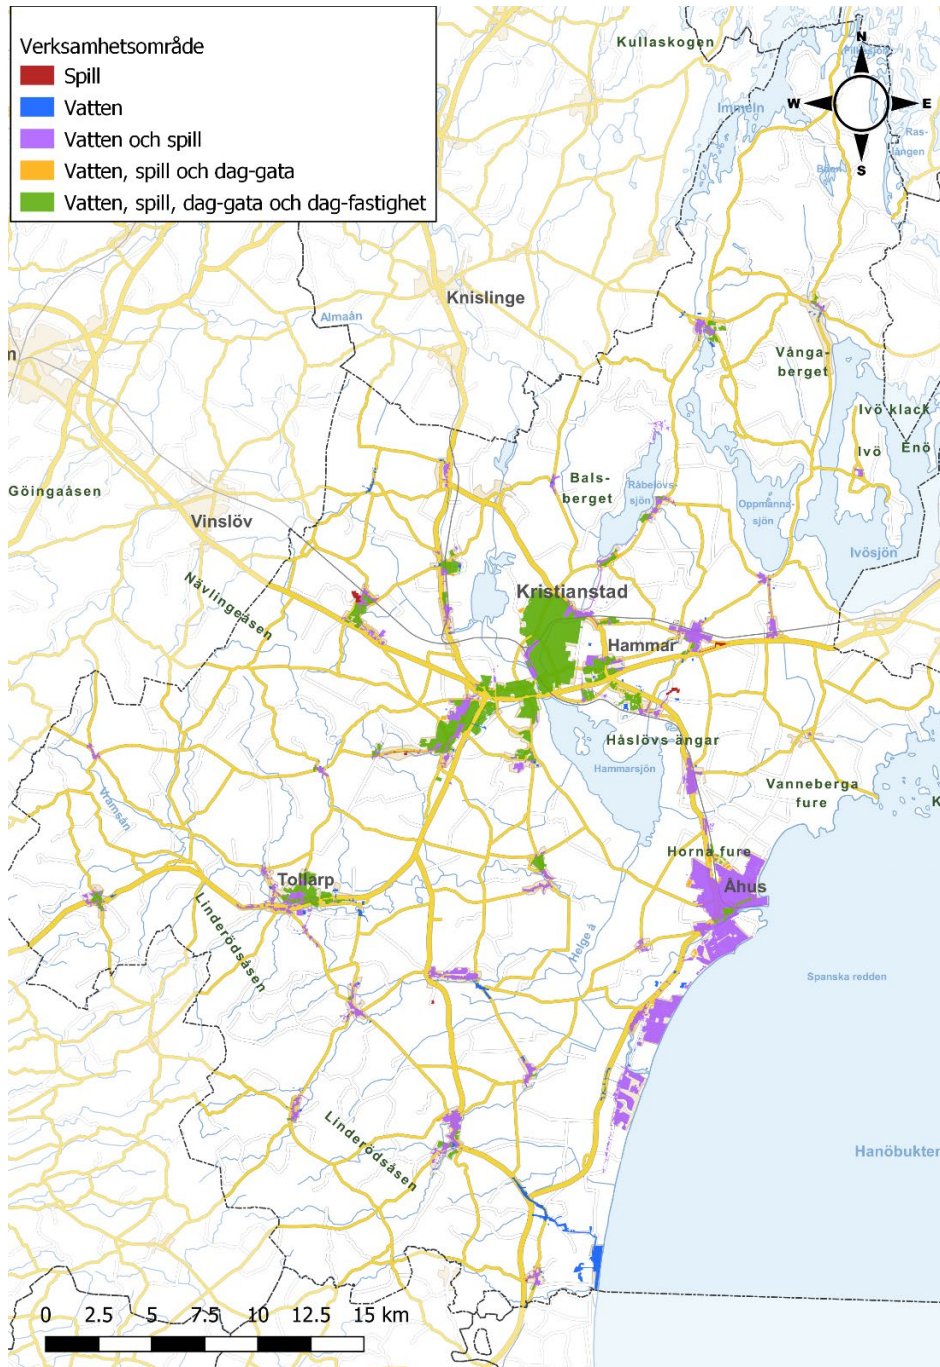 Verksamhetsområde
Spill
Vatten
Vatten och spill
Vatten, spill och dag-gata
Vatten, spill, dag-gata och dag-fastighet
Kullaskogen
N
W
E
S
Immeln
Knislinge
Almaån
Vånga-
berget
Ivö klack
Enö
Ivö
Göingaåsen
Vinslöv
Bals-
berget
Råbelövs-
sjön
Oppmanna-
sjön
Ivösjön
Nävlingeåsen
Kristianstad
Hammar
Håslövs ängar
Hammarsjön
Vanneberga
fure
Vramsån
Horna fure
Åhus
Tollarp
Linderödsåsen
Helge å
Spanska redden
Linderödsåsen
Hanöbukten
0 2.5 5 7.5 10 12.5 15 km